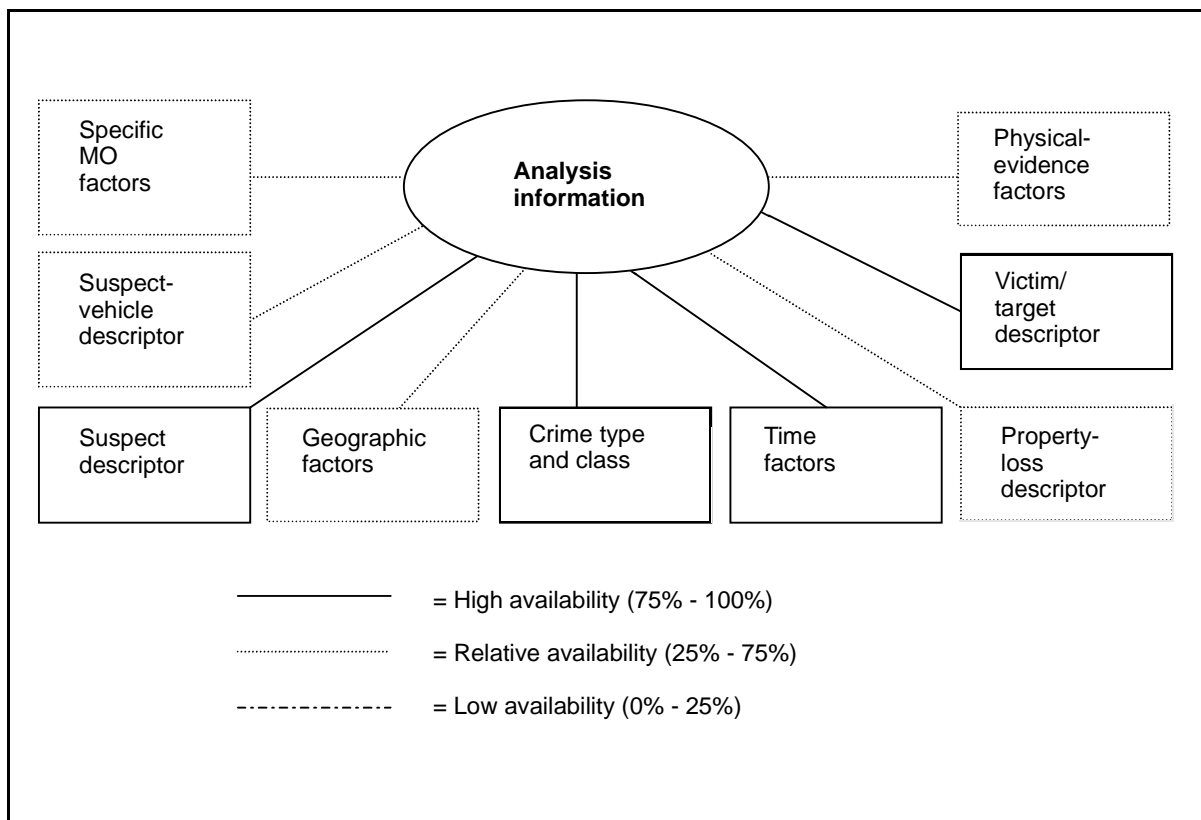 Specific
MO
factors
Analysis
information
Physical-
evidence
factors
Suspect-
vehicle
descriptor
Victim/
target
descriptor
Suspect
descriptor
Geographic
factors
Crime type
and class
Time
factors
Property-
loss
descriptor
= High availability (75% - 100%)
= Relative availability (25% - 75%)
= Low availability (0% - 25%)